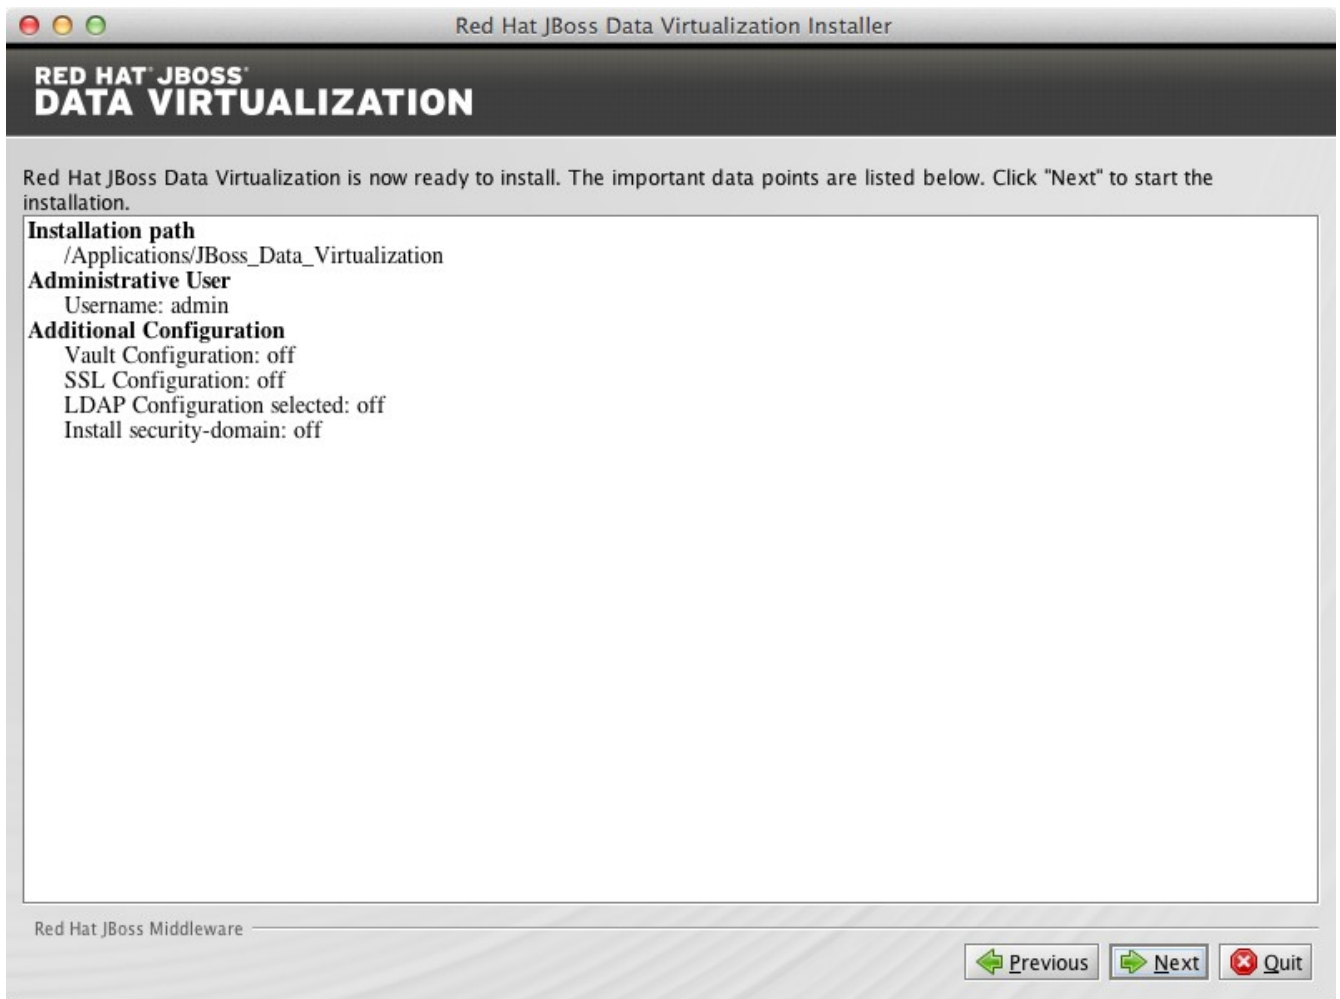 Red Hat JBoss Data Virtualization Installer
RED HAT® JBOSS®
DATA VIRTUALIZATION
Red Hat JBoss Data Virtualization is now ready to install. The important data points are listed below. Click "Next" to start the
installation.
Installation path
/Applications/JBoss_Data_Virtualization
Administrative User
Username: admin
Additional Configuration
Vault Configuration: off
SSL Configuration: off
LDAP Configuration selected: off
Install security-domain: off
Red Hat JBoss Middleware
Previous Next Quit